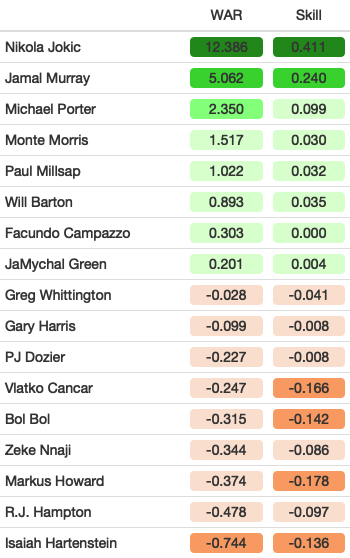 WAR Skill
Nikola Jokic 12.386 0.411
Jamal Murray 5.062 0.240
Michael Porter 2.350 0.099
Monte Morris 1.517 0.030
Paul Millsap 1.022 0.032
Will Barton 0.893 0.035
Facundo Campazzo 0.303 0.000
JaMychal Green 0.201 0.004
Greg Whittington -0.028 -0.041
Gary Harris -0.099 -0.008
PJ Dozier -0.227 -0.008
Vlatko Cancar -0.247 -0.166
Bol Bol -0.315 -0.142
Zeke Nnaji -0.344 -0.086
Markus Howard -0.374 -0.178
R.J. Hampton -0.478 -0.097
Isaiah Hartenstein -0.744 -0.136